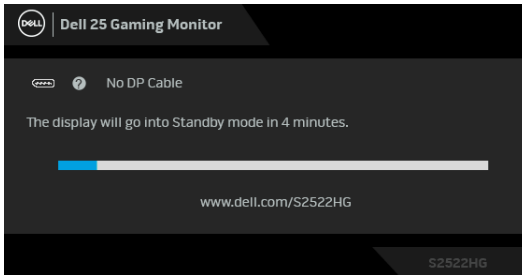 DELL
Dell 25 Gaming Monitor
? No DP Cable
The display will go into Standby mode in 4 minutes.
www.dell.com/S2522HG
S2522HG